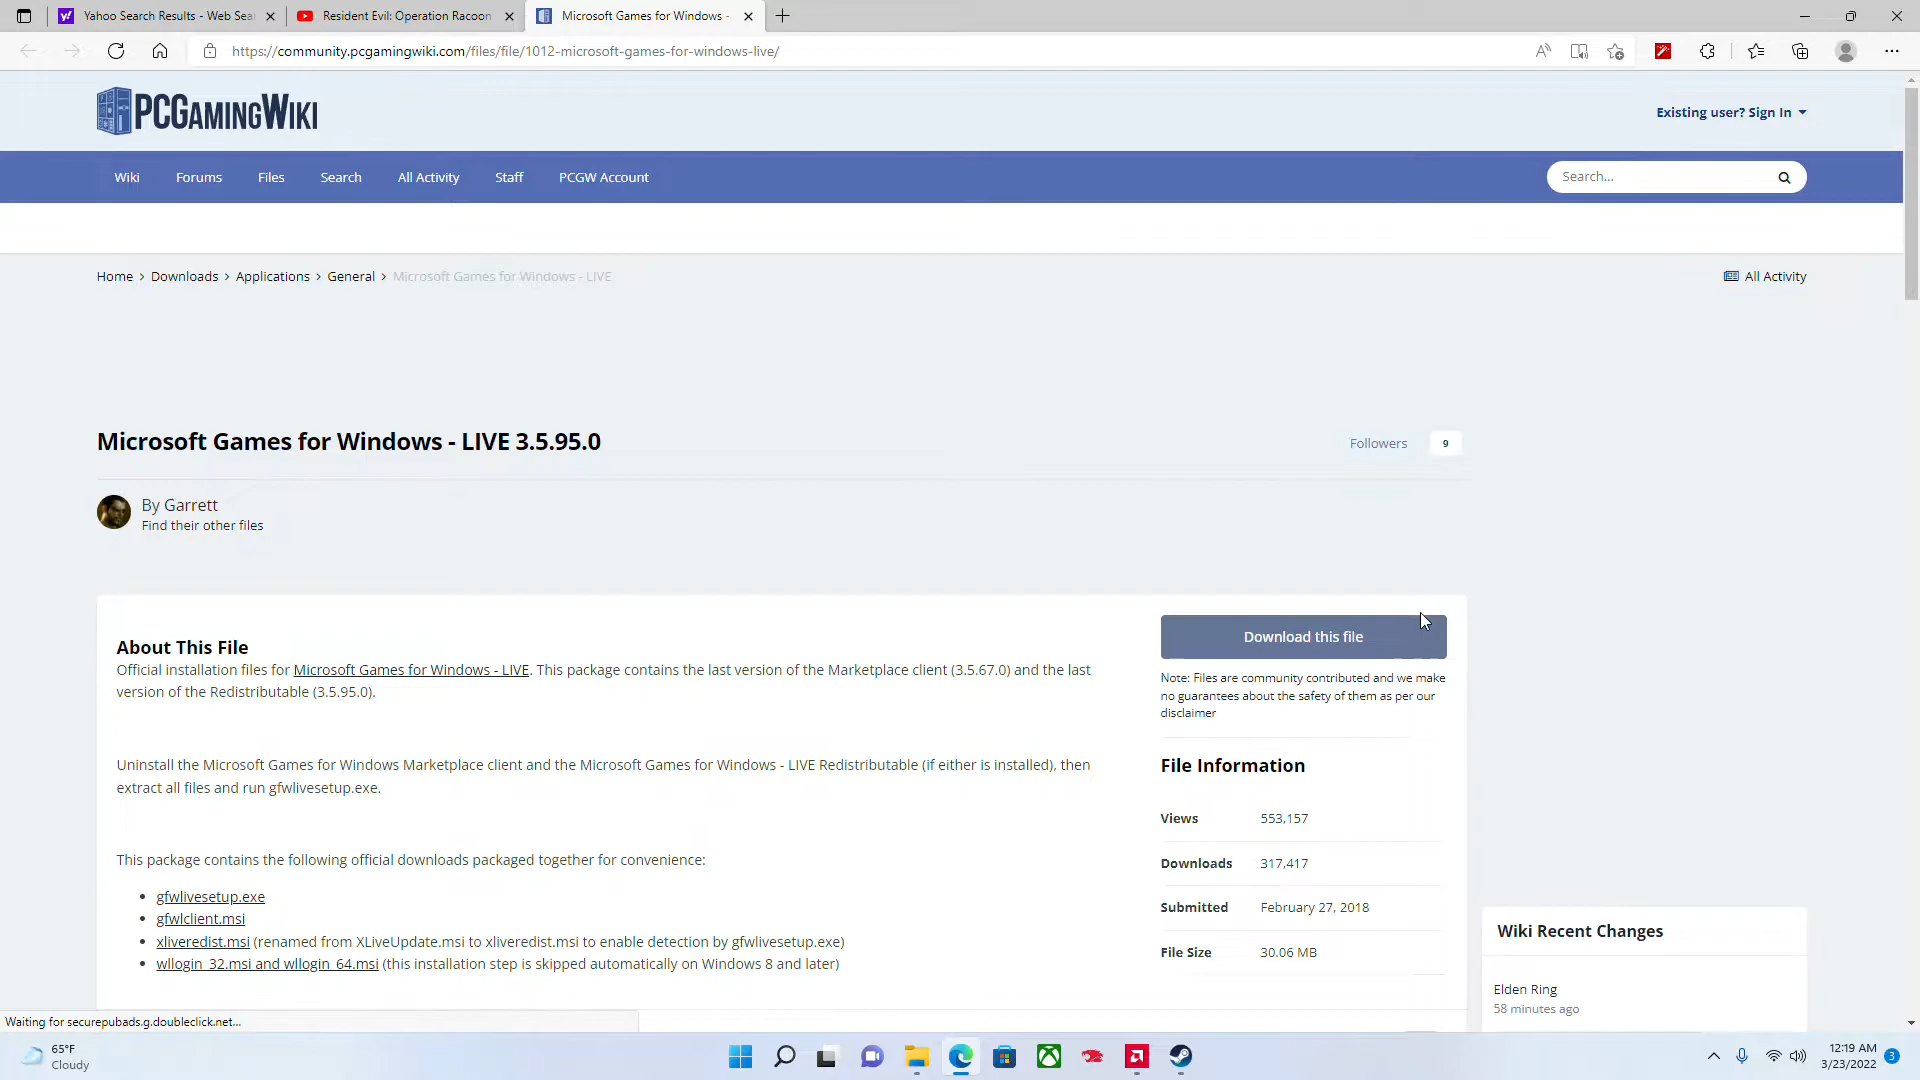 Yahoo Search Results - Web Sea
Resident Evil: Operation Racoon
Microsoft Games for Windows -
https://community.pcgamingwiki.com/files/file/1012-microsoft-games-for-windows-live/
PCGamingWiki
Existing user? Sign In
Wiki
Forums
Files
Search
All Activity
Staff
PCGW Account
Search...
Home > Downloads > Applications > General > Microsoft Games for Windows - LIVE
All Activity
Microsoft Games for Windows - LIVE 3.5.95.0
Followers 9
By Garrett
Find their other files
About This File
Official installation files for Microsoft Games for Windows - LIVE. This package contains the last version of the Marketplace client (3.5.67.0) and the last
version of the Redistributable (3.5.95.0).
Uninstall the Microsoft Games for Windows Marketplace client and the Microsoft Games for Windows - LIVE Redistributable (if either is installed), then
extract all files and run gfwlivesetup.exe.
This package contains the following official downloads packaged together for convenience:
• gfwlivesetup.exe
• gfwlclient.msi
• xliveredist.msi (renamed from XLiveUpdate.msi to xliveredist.msi to enable detection by gfwlivesetup.exe)
• wllogin_32.msi and wllogin_64.msi (this installation step is skipped automatically on Windows 8 and later)
Download this file
Note: Files are community contributed and we make
no guarantees about the safety of them as per our
disclaimer
File Information
Views 553,157
Downloads 317,417
Submitted February 27, 2018
File Size 30.06 MB
Wiki Recent Changes
Elden Ring
58 minutes ago
Waiting for securepubads.g.doubleclick.net...
65°F
Cloudy
12:19 AM
3/23/2022
3